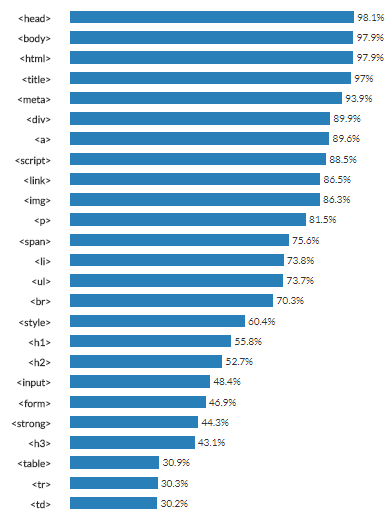 <head> 98.1%
<body> 97.9%
<html> 97.9%
<title> 97%
<meta> 93.9%
<div> 89.9%
<a> 89.6%
<script> 88.5%
<link> 86.5%
<img> 86.3%
<p> 81.5%
<span> 75.6%
<li> 73.8%
<ul> 73.7%
<br> 70.3%
<style> 60.4%
<h1> 55.8%
<h2> 52.7%
<input> 48.4%
<form> 46.9%
<strong> 44.3%
<h3> 43.1%
<table> 30.9%
<tr> 30.3%
<td> 30.2%